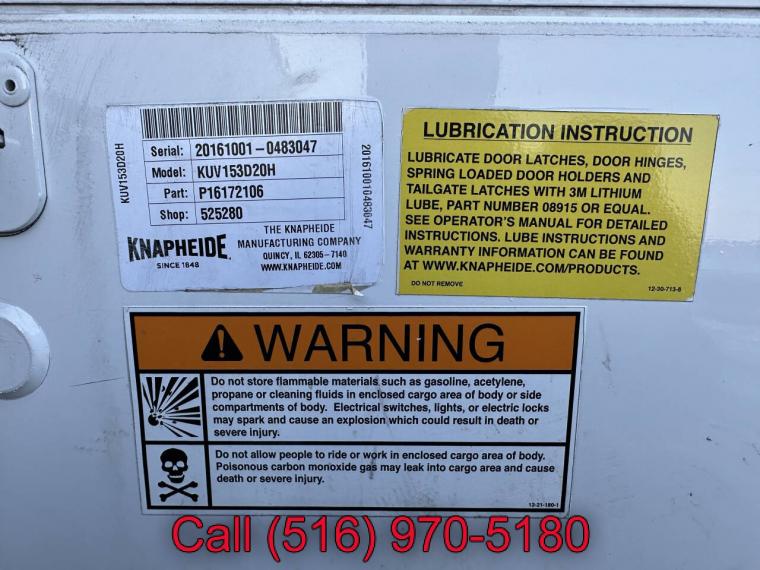 KUV153D20H
Serial: 20161001-0483047
Model: KUV153D20H
Part: P16172106
Shop: 525280
201610010483047
KNAPHEIDE
SINCE 1848
THE KNAPHEIDE
MANUFACTURING COMPANY
QUINCY, IL 62305-7140
WWW.KNAPHEIDE.COM
LUBRICATION INSTRUCTION
LUBRICATE DOOR LATCHES, DOOR HINGES,
SPRING LOADED DOOR HOLDERS AND
TAILGATE LATCHES WITH 3M LITHIUM
LUBE, PART NUMBER 08915 OR EQUAL.
SEE OPERATOR'S MANUAL FOR DETAILED
INSTRUCTIONS. LUBE INSTRUCTIONS AND
WARRANTY INFORMATION CAN BE FOUND
AT WWW.KNAPHEIDE.COM/PRODUCTS.
DO NOT REMOVE
12-30-713-6
WARNING
Do not store flammable materials such as gasoline, acetylene,
propane or cleaning fluids in enclosed cargo area of body or side
compartments of body. Electrical switches, lights, or electric locks
may spark and cause an explosion which could result in death or
severe injury.
Do not allow people to ride or work in enclosed cargo area of body.
Poisonous carbon monoxide gas may leak into cargo area and cause
death or severe injury.
13-21-180-1
Call (516) 970-5180